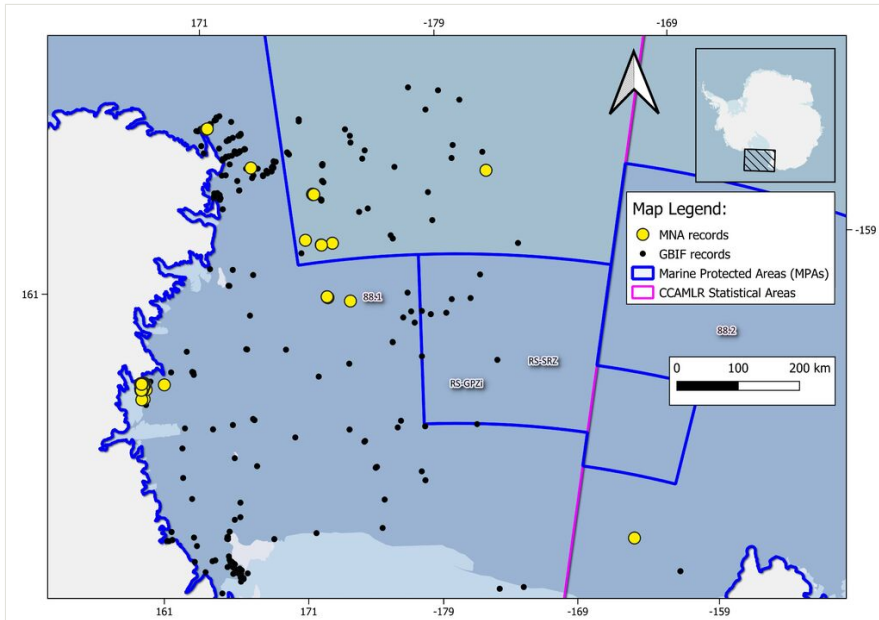 171
-179
-169
Map Legend:
MNA records
GBIF records
Marine Protected Areas (MPAs)
CCAMLR Statistical Areas
-159
161
88.1
88.2
RS-SRZ
RS-GPZi
0
100
200 km
161
171
-179
-169
-159